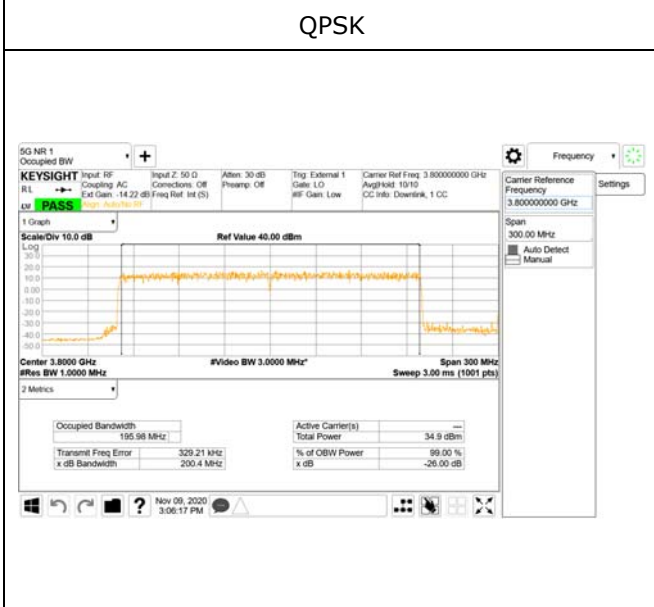 QPSK
5G NR 1
Occupied BW
Frequency
KEYSIGHT Input: RF Input Z: 50 Ω Atten: 30 dB Trig: External 1 Carrier Ref Freq: 3.800000000 GHz
RL Coupling: AC Corrections: Off Preamp: Off Gate: LO Avg|Hold: 10/10
Ext Gain: -14.22 dB Freq Ref: Int (S) #IF Gain: Low CC Info: Downlink, 1 CC
PASS Align: Auto/No RF
Carrier Reference Frequency
3.800000000 GHz
Settings
Span
300.00 MHz
Auto Detect
Manual
1 Graph
Scale/Div 10.0 dB Ref Value 40.00 dBm
Log
30.0
20.0
10.0
0.00
-10.0
-20.0
-30.0
-40.0
-50.0
Center 3.8000 GHz #Video BW 3.0000 MHz* Span 300 MHz
#Res BW 1.0000 MHz Sweep 3.00 ms (1001 pts)
2 Metrics
Occupied Bandwidth
195.98 MHz
Transmit Freq Error 329.21 kHz
x dB Bandwidth 200.4 MHz
Active Carrier(s) ---
Total Power 34.9 dBm
% of OBW Power 99.00 %
x dB -26.00 dB
? Nov 09, 2020
3:06:17 PM